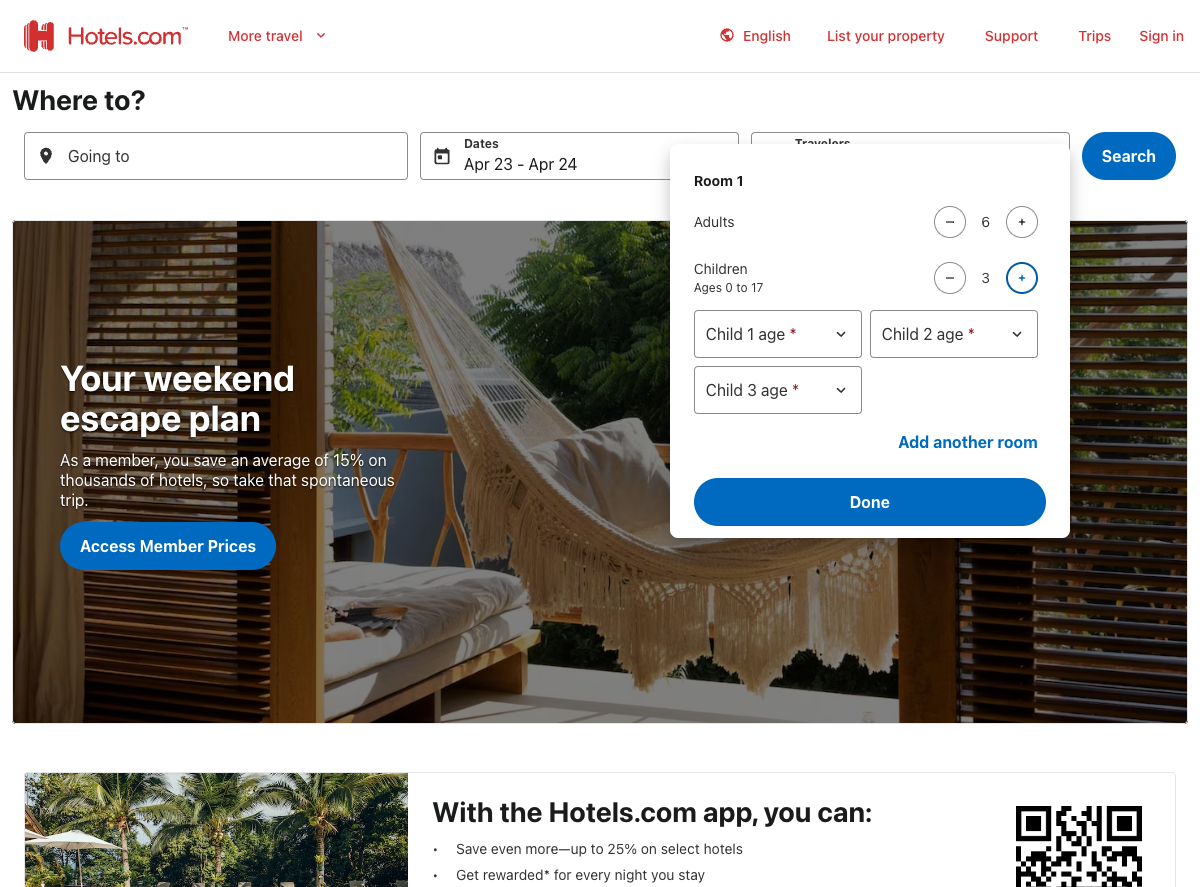 Hotels.com™
More travel
English
List your property
Support
Trips
Sign in
Where to?
Going to
Dates
Apr 23 - Apr 24
Travelers
Search
Room 1
Adults
6
Children
Ages 0 to 17
3
Child 1 age *
Child 2 age *
Child 3 age *
Add another room
Done
Your weekend
escape plan
As a member, you save an average of 15% on
thousands of hotels, so take that spontaneous
trip.
Access Member Prices
With the Hotels.com app, you can:
• Save even more—up to 25% on select hotels
• Get rewarded* for every night you stay